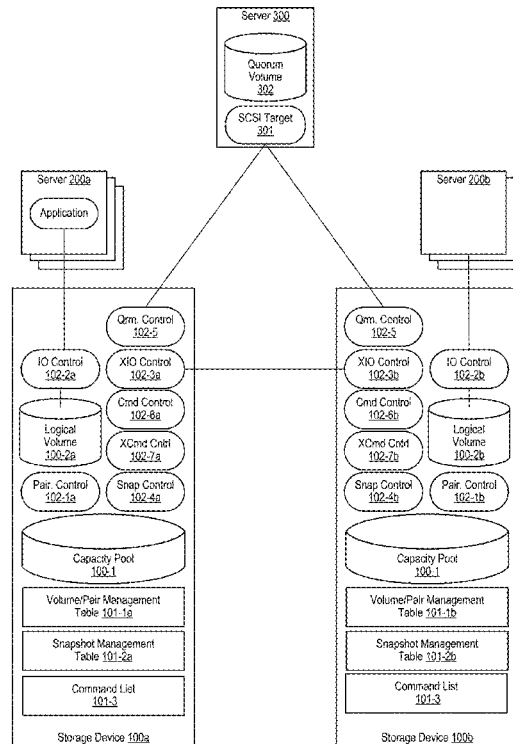 Server 300
Quorum
Volume
302
SCSI Target
301
Server 200a
Application
Server 200b
Qrm. Control
102-5
IO Control
102-2a
XIO Control
102-3a
Cmd Control
102-6a
Logical
Volume
100-2a
XCmd Cntrl
102-7a
Pair. Control
102-1a
Snap Control
102-4a
Capacity Pool
100-1
Volume/Pair Management
Table 101-1a
Snapshot Management
Table 101-2a
Command List
101-3
Storage Device 100a
Qrm. Control
102-5
XIO Control
102-3b
IO Control
102-2b
Cmd Control
102-6b
Logical
Volume
100-2b
XCmd Cntrl
102-7b
Snap Control
102-4b
Pair. Control
102-1b
Capacity Pool
100-1
Volume/Pair Management
Table 101-1b
Snapshot Management
Table 101-2b
Command List
101-3
Storage Device 100b